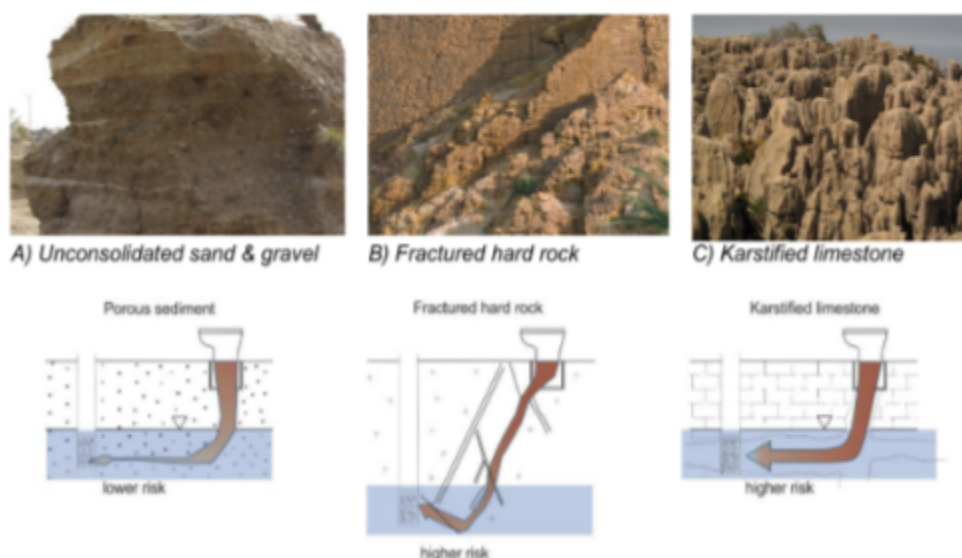 A) Unconsolidated sand & gravel
B) Fractured hard rock
C) Karstified limestone
Porous sediment
Fractured hard rock
Karstified limestone
lower risk
higher risk
higher risk